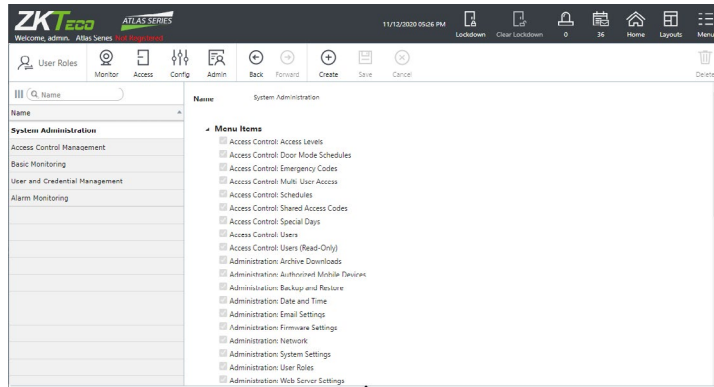 ZKTeco ATLAS SERIES
Welcome, admin. Atlas Series Not Registered
11/12/2020 05:26 PM
Lockdown
Clear Lockdown
0
36
Home
Layouts
Menu
User Roles
Monitor
Access
Config
Admin
Back
Forward
Create
Save
Cancel
Delete
Name
Name
System Administration
Access Control Management
Basic Monitoring
User and Credential Management
Alarm Monitoring
Name System Administration
Menu Items
Access Control: Access Levels
Access Control: Door Mode Schedules
Access Control: Emergency Codes
Access Control: Multi User Access
Access Control: Schedules
Access Control: Shared Access Codes
Access Control: Special Days
Access Control: Users
Access Control: Users (Read-Only)
Administration: Archive Downloads
Administration: Authorized Mobile Devices
Administration: Backup and Restore
Administration: Date and Time
Administration: Email Settings
Administration: Firmware Settings
Administration: Network
Administration: System Settings
Administration: User Roles
Administration: Web Server Settings